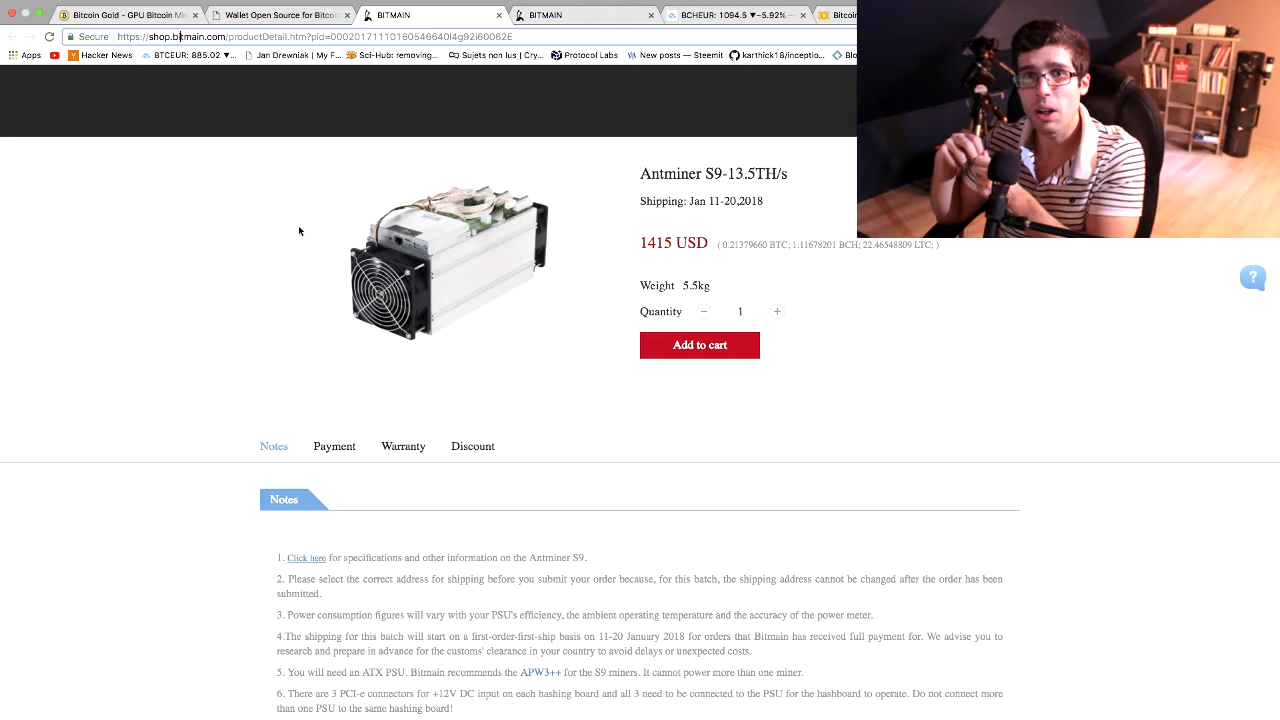 Bitcoin Gold - GPU Bitcoin Min
Wallet Open Source for Bitcoin
BITMAIN
BITMAIN
BCHEUR: 1094.5 ▼-5.92%
Bitcoin
Secure
https://shop.bitmain.com/productDetail.htm?pid=00020171110160546640l4g92i60062E
Apps
Hacker News
BTCEUR: 885.02 ▼...
Jan Drewniak | My F...
Sci-Hub: removing...
Sujets non lus | Cry...
Protocol Labs
New posts — Steemit
karthick18/inceptio...
Blo
Antminer S9-13.5TH/s
Shipping: Jan 11-20,2018
1415 USD ( 0.21379660 BTC; 1.11678201 BCH; 22.46548809 LTC; )
Weight 5.5kg
Quantity − 1 +
Add to cart
?
Notes Payment Warranty Discount
Notes
1. Click here for specifications and other information on the Antminer S9.
2. Please select the correct address for shipping before you submit your order because, for this batch, the shipping address cannot be changed after the order has been
submitted.
3. Power consumption figures will vary with your PSU's efficiency, the ambient operating temperature and the accuracy of the power meter.
4.The shipping for this batch will start on a first-order-first-ship basis on 11-20 January 2018 for orders that Bitmain has received full payment for. We advise you to
research and prepare in advance for the customs' clearance in your country to avoid delays or unexpected costs.
5. You will need an ATX PSU. Bitmain recommends the APW3++ for the S9 miners. It cannot power more than one miner.
6. There are 3 PCI-e connectors for +12V DC input on each hashing board and all 3 need to be connected to the PSU for the hashboard to operate. Do not connect more
than one PSU to the same hashing board!